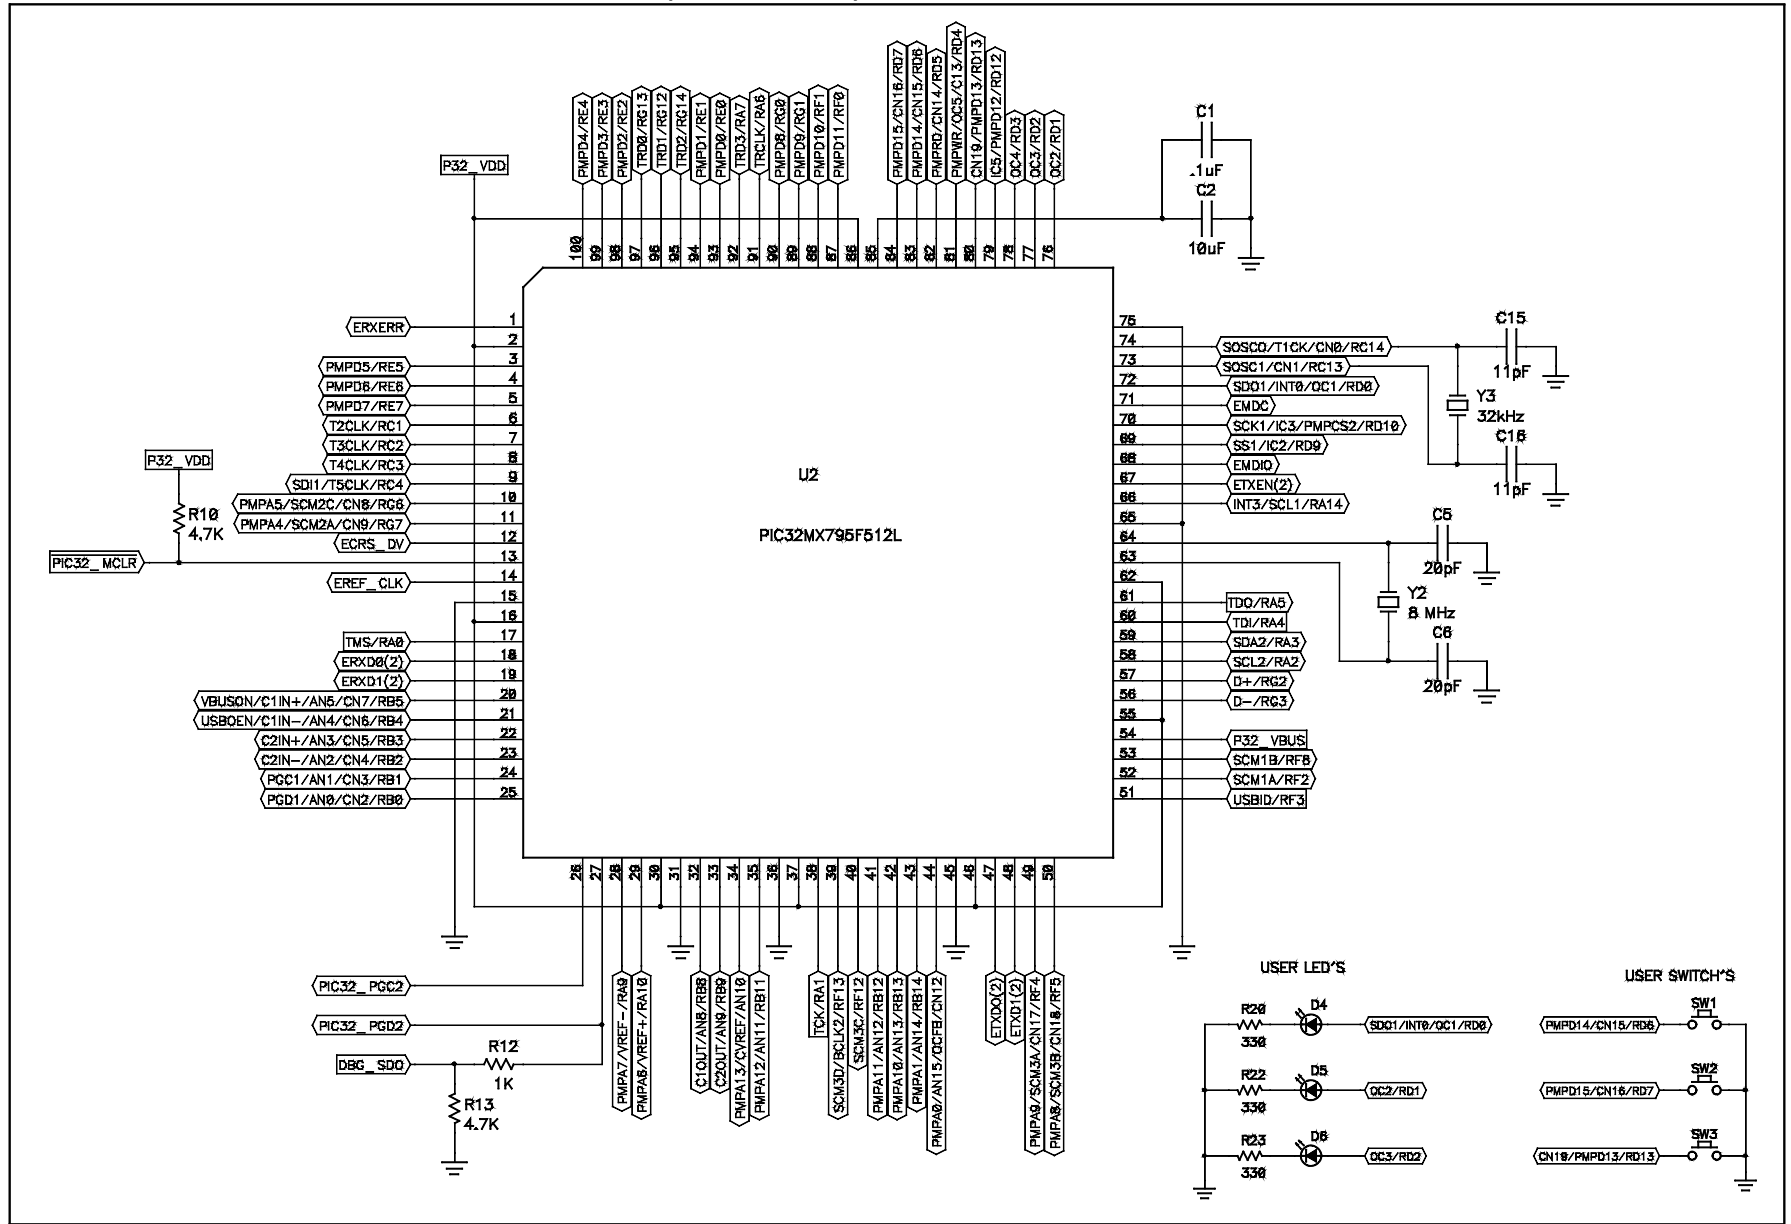 PMPD4/RE4
PMPD3/RE3
PMPD2/RE2
TRD0/RG13
TRD1/RG12
TRD2/RG14
PMPD1/RE1
PMPD0/RE0
TRD3/RA7
TRCLK/RA6
PMPD8/RG0
PMPD9/RG1
PMPD10/RF1
PMPD11/RF0
PMPD15/CN16/RD7
PMPD14/CN15/RD6
PMPRD/CN14/RD5
PMPWR/OC5/C13/RD4
CN19/PMPD13/RD13
IC5/PMPD12/RD12
OC4/RD3
OC3/RD2
OC2/RD1
P32_VDD
C1
.1uF
C2
10uF
100
99
98
97
96
95
94
93
92
91
90
89
88
87
86
85
84
83
82
81
80
79
78
77
76
ERXERR 1
2
PMPD5/RE5 3
PMPD6/RE6 4
PMPD7/RE7 5
T2CLK/RC1 6
T3CLK/RC2 7
T4CLK/RC3 8
SDI1/T5CLK/RC4 9
PMPA5/SCM2C/CN8/RG6 10
PMPA4/SCM2A/CN9/RG7 11
ECRS_DV 12
P32_VDD
R10
4.7K
PIC32_MCLR 13
EREF_CLK 14
15
16
TMS/RA0 17
ERXD0(2) 18
ERXD1(2) 19
VBUSON/C1IN+/AN5/CN7/RB5 20
USBOEN/C1IN-/AN4/CN6/RB4 21
C2IN+/AN3/CN5/RB3 22
C2IN-/AN2/CN4/RB2 23
PGC1/AN1/CN3/RB1 24
PGD1/AN0/CN2/RB0 25
U2
PIC32MX795F512L
75
74 SOSCO/T1CK/CN0/RC14
73 SOSC1/CN1/RC13
72 SDO1/INT0/OC1/RD0
71 EMDC
70 SCK1/IC3/PMPCS2/RD10
69 SS1/IC2/RD9
68 EMDIO
67 ETXEN(2)
66 INT3/SCL1/RA14
65
64
63
62
61 TDO/RA5
60 TDI/RA4
59 SDA2/RA3
58 SCL2/RA2
57 D+/RG2
56 D-/RG3
55
54 P32_VBUS
53 SCM1B/RF8
52 SCM1A/RF2
51 USBID/RF3
C15
11pF
Y3
32kHz
C16
11pF
C5
20pF
Y2
8 MHz
C6
20pF
26
27
28
29
30
31
32
33
34
35
36
37
38
39
40
41
42
43
44
45
46
47
48
49
50
PIC32_PGC2
PIC32_PGD2
DBG_SDO
R12
1K
R13
4.7K
PMPA7/VREF-/RA9
PMPA6/VREF+/RA10
C1OUT/AN8/RB8
C2OUT/AN9/RB9
PMPA13/CVREF/AN10
PMPA12/AN11/RB11
TCK/RA1
SCM3D/BCLK2/RF13
SCM3C/RF12
PMPA11/AN12/RB12
PMPA10/AN13/RB13
PMPA1/AN14/RB14
PMPA0/AN15/OCFB/CN12
ETXD0(2)
ETXD1(2)
PMPA9/SCM3A/CN17/RF4
PMPA8/SCM3B/CN18/RF5
USER LED'S
R20
330
D4
SDO1/INT0/OC1/RD0
R22
330
D5
OC2/RD1
R23
330
D6
OC3/RD2
USER SWITCH'S
SW1
PMPD14/CN15/RD6
SW2
PMPD15/CN16/RD7
SW3
CN19/PMPD13/RD13